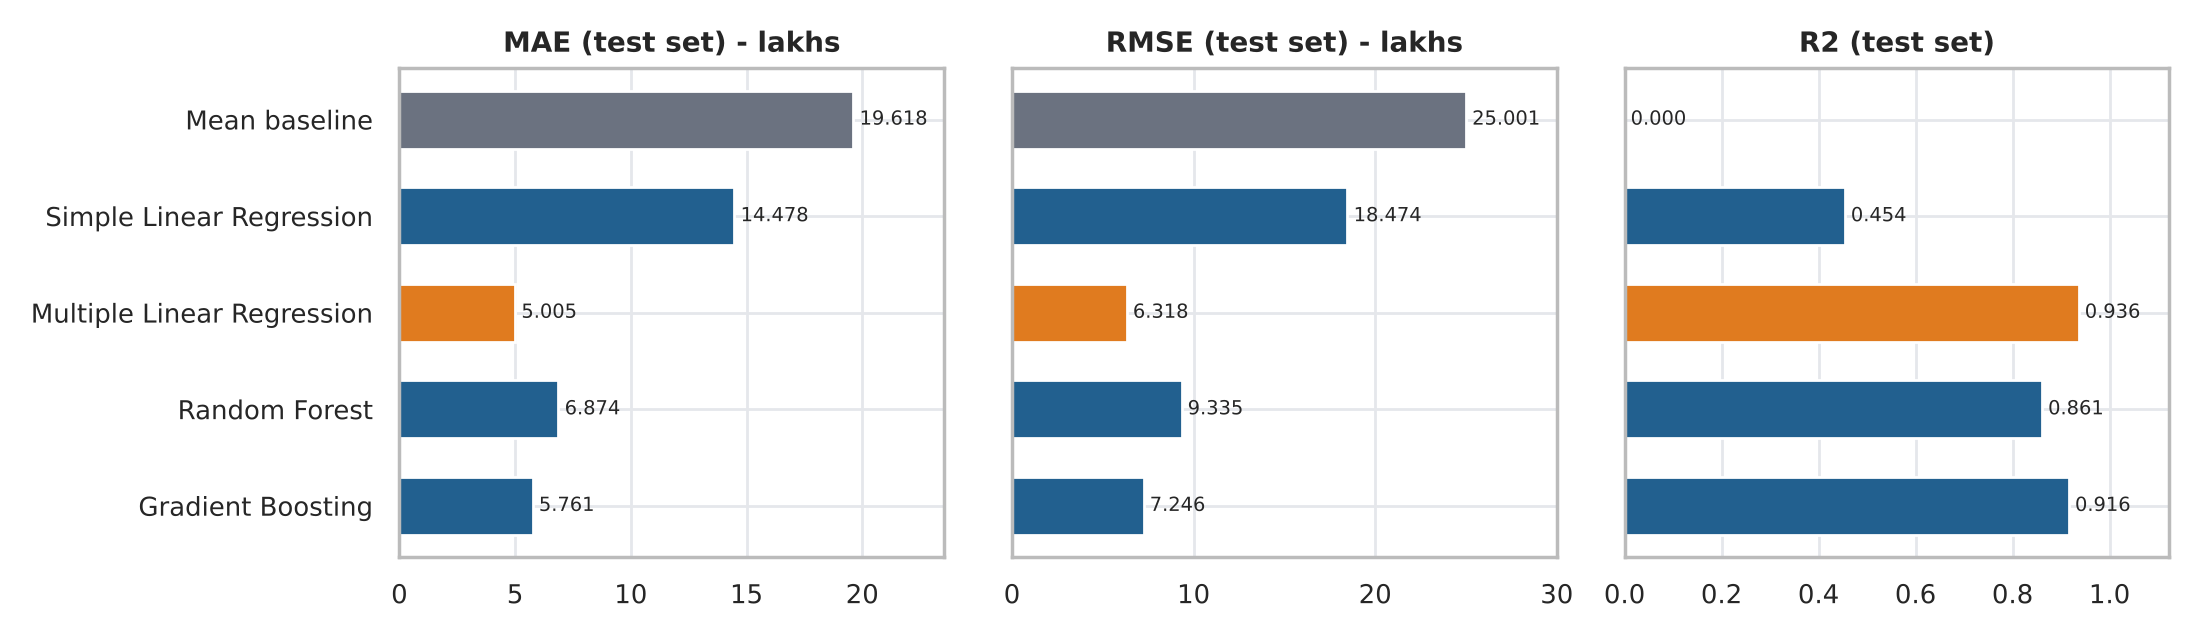 MAE (test set) - lakhs
RMSE (test set) - lakhs
R2 (test set)
Mean baseline
19.618
25.001
0.000
Simple Linear Regression
14.478
18.474
0.454
Multiple Linear Regression
5.005
6.318
0.936
Random Forest
6.874
9.335
0.861
Gradient Boosting
5.761
7.246
0.916
0 5 10 15 20
0 10 20 30
0.0 0.2 0.4 0.6 0.8 1.0